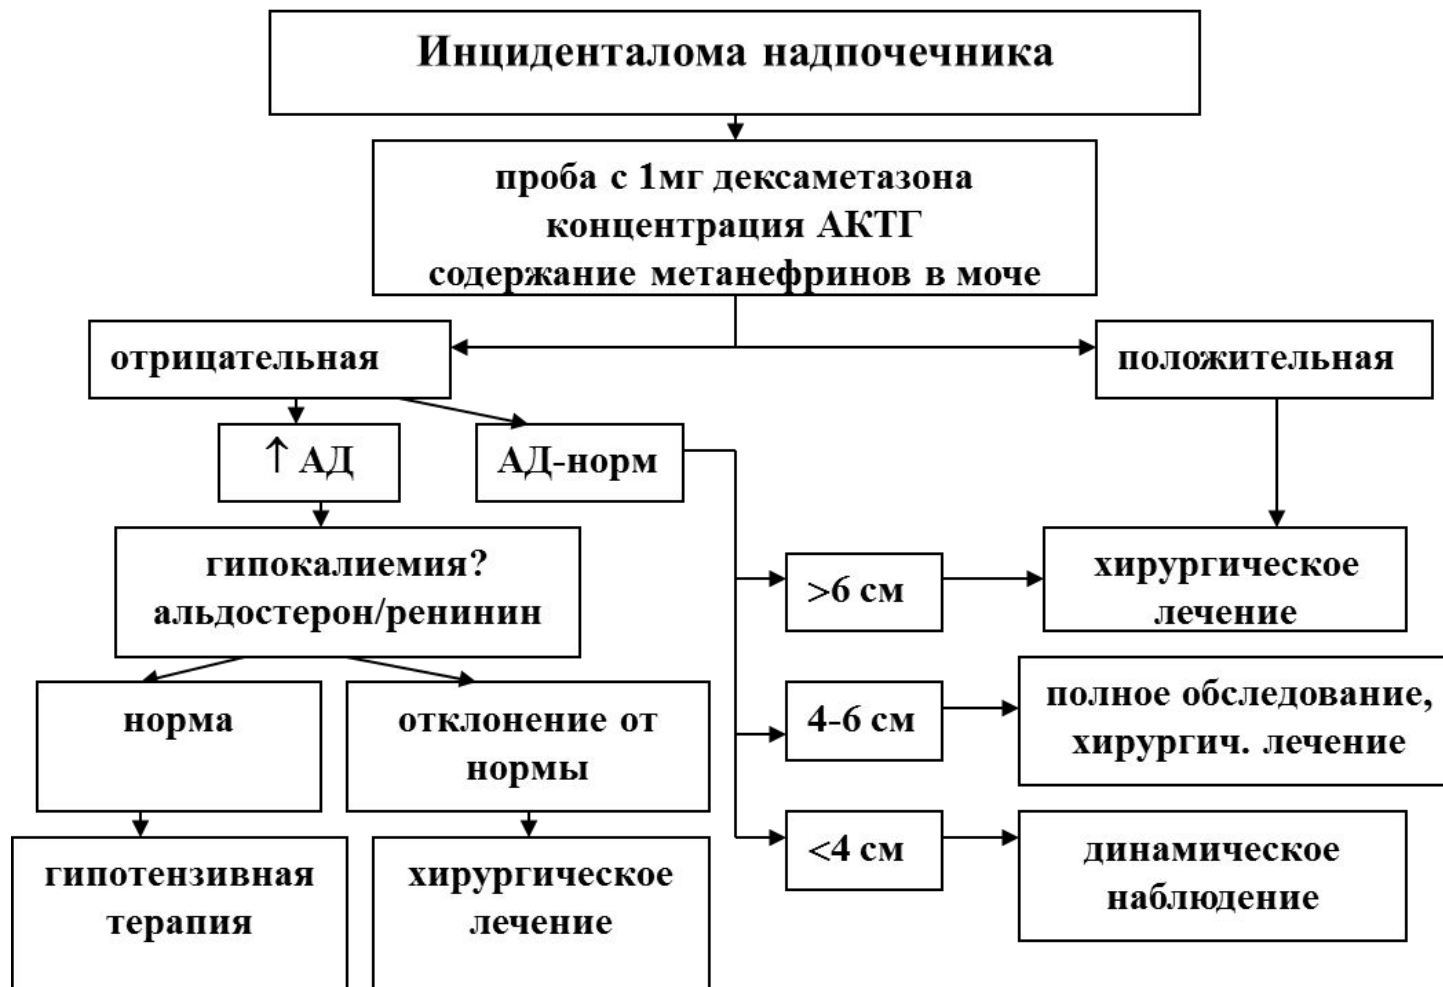 Инциденталома надпочечника
проба с 1мг дексаметазона
концентрация АКТГ
содержание метанефринов в моче
отрицательная
положительная
↑ АД
АД-норм
гипокалиемия?
альдостерон/ренинин
>6 см
хирургическое
лечение
норма
отклонение от
нормы
4-6 см
полное обследование,
хирургич. лечение
<4 см
динамическое
наблюдение
гипотензивная
терапия
хирургическое
лечение